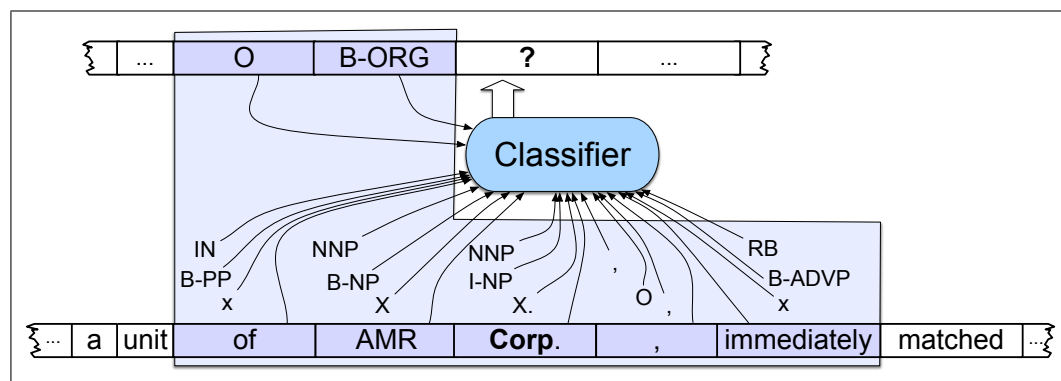 ... O B-ORG ? ...
Classifier
IN NNP NNP , RB
B-PP B-NP I-NP O B-ADVP
x X X. , x
... a unit of AMR Corp. , immediately matched ...